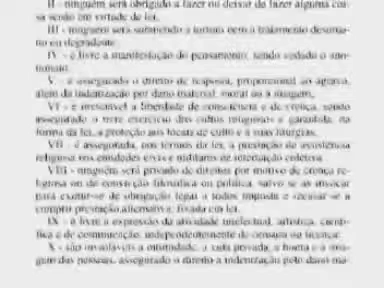 II - ninguém será obrigado a fazer ou deixar de fazer alguma coi-
sa senão em virtude de lei;
III - ninguém será submetido a tortura nem a tratamento desuma-
no ou degradante;
IV - é livre a manifestação do pensamento, sendo vedado o ano-
nimato;
V - é assegurado o direito de resposta, proporcional ao agravo,
além da indenização por dano material, moral ou à imagem;
VI - é inviolável a liberdade de consciência e de crença, sendo
assegurado o livre exercício dos cultos religiosos e garantida, na
forma da lei, a proteção aos locais de culto e a suas liturgias;
VII - é assegurada, nos termos da lei, a prestação de assistência
religiosa nas entidades civis e militares de internação coletiva;
VIII - ninguém será privado de direitos por motivo de crença re-
ligiosa ou de convicção filosófica ou política, salvo se as invocar
para eximir-se de obrigação legal a todos imposta e recusar-se a
cumprir prestação alternativa, fixada em lei;
IX - é livre a expressão da atividade intelectual, artística, cientí-
fica e de comunicação, independentemente de censura ou licença;
X - são invioláveis a intimidade, a vida privada, a honra e a ima-
gem das pessoas, assegurado o direito a indenização pelo dano ma-